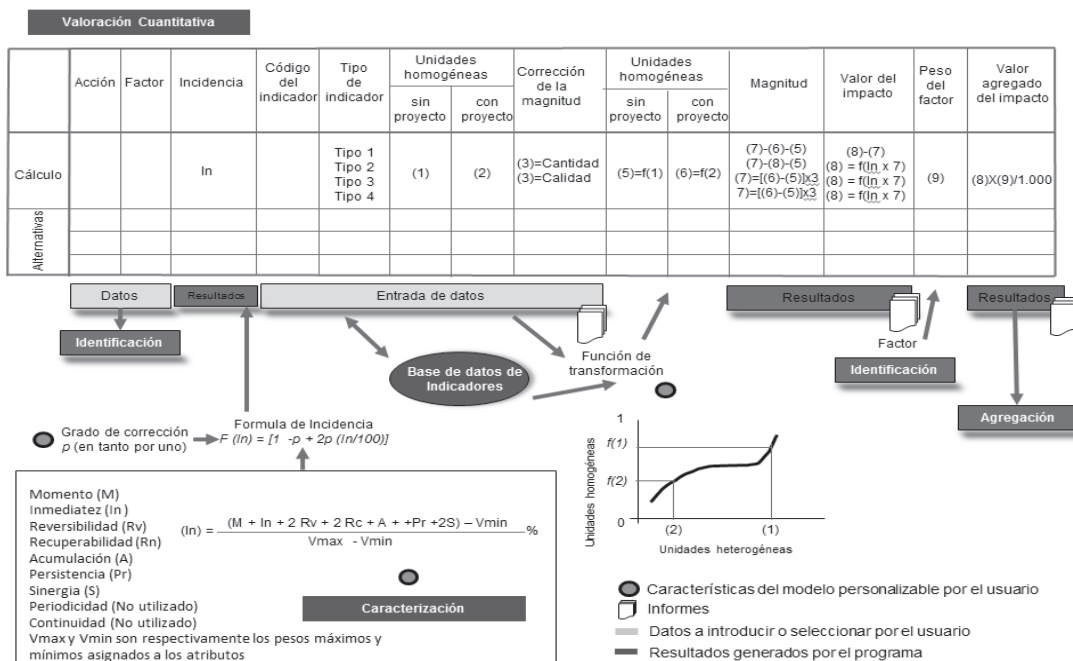 Valoración Cuantitativa
Acción Factor Incidencia Código del indicador Tipo de indicador Unidades homogéneas Corrección de la magnitud Unidades homogéneas Magnitud Valor del impacto Peso del factor Valor agregado del impacto
sin proyecto con proyecto sin proyecto con proyecto
Cálculo
In
Tipo 1
Tipo 2
Tipo 3
Tipo 4
(1)
(2)
(3)=Cantidad
(3)=Calidad
(5)=f(1)
(6)=f(2)
(7)-(6)-(5)
(7)-(8)-(5)
(7)=[(6)-(5)]x3
7)=[(6)-(5)]x3
(8)-(7)
(8) = f(In x 7)
(8) = f(In x 7)
(8) = f(In x 7)
(9)
(8)X(9)/1.000
Alternativas
Datos
Resultados
Entrada de datos
Resultados
Resultados
Identificación
Base de datos de
Indicadores
Función de
transformación
Factor
Identificación
Agregación
Grado de corrección
p (en tanto por uno)
Formula de Incidencia
F (In) = [1 -p + 2p (In/100)]
Momento (M)
Inmediatez (In )
Reversibilidad (Rv)
Recuperabilidad (Rn)
Acumulación (A)
Persistencia (Pr)
Sinergia (S)
Periodicidad (No utilizado)
Continuidad (No utilizado)
Vmax y Vmin son respectivamente los pesos máximos y
mínimos asignados a los atributos
(In) = (M + In + 2 Rv + 2 Rc + A + +Pr +2S) – Vmin %
Vmax - Vmin
Caracterización
Unidades homogéneas
1
f(1)
f(2)
0
(2)
(1)
Unidades heterogéneas
Características del modelo personalizable por el usuario
Informes
Datos a introducir o seleccionar por el usuario
Resultados generados por el programa